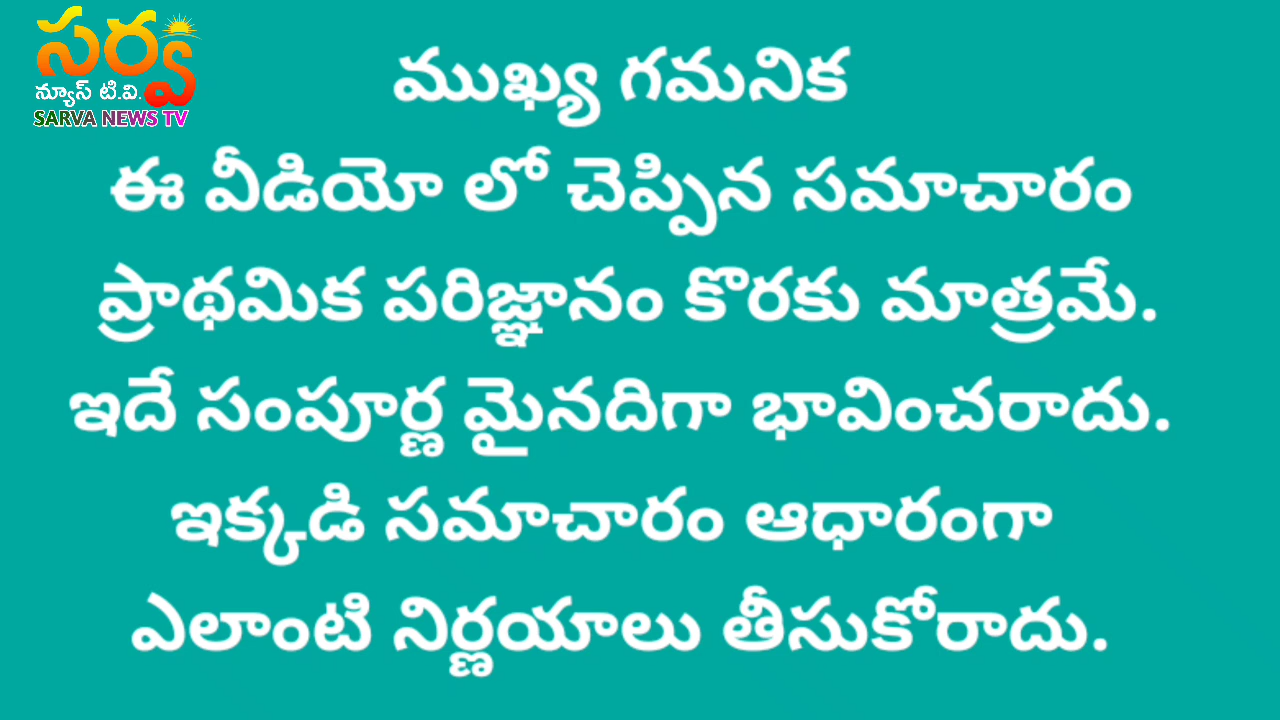 సర్వ
న్యూస్ టి.వి.
SARVA NEWS TV
ముఖ్య గమనిక
ఈ వీడియో లో చెప్పిన సమాచారం
ప్రాథమిక పరిజ్ఞానం కొరకు మాత్రమే.
ఇదే సంపూర్ణ మైనదిగా భావించరాదు.
ఇక్కడి సమాచారం ఆధారంగా
ఎలాంటి నిర్ణయాలు తీసుకోరాదు.